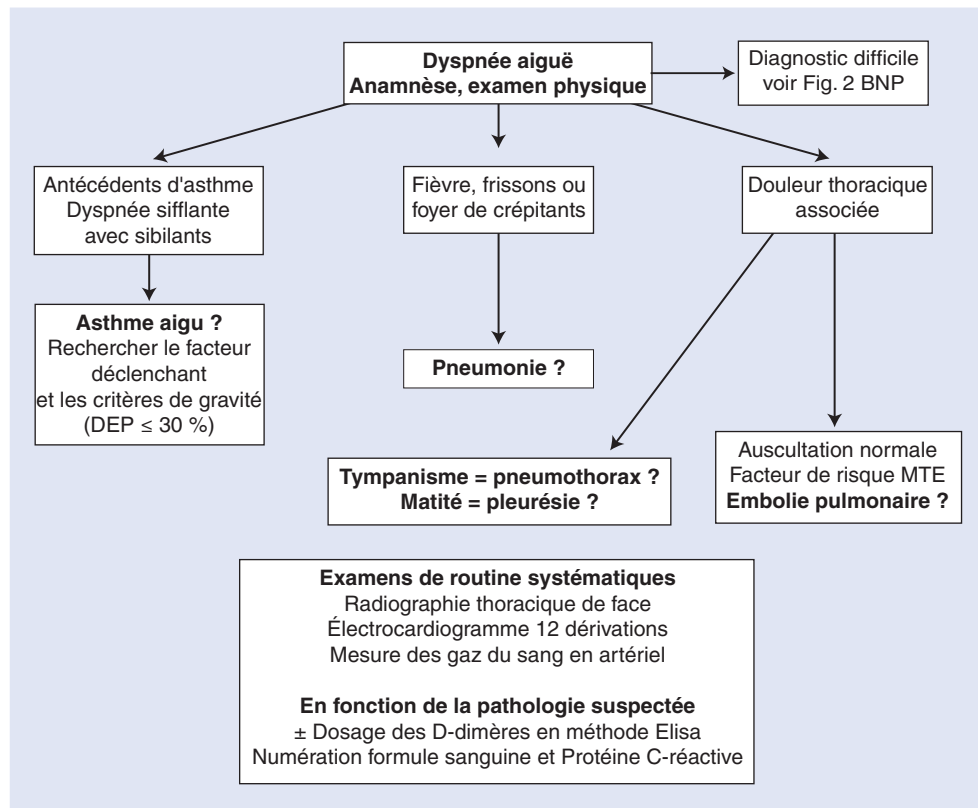 Dyspnée aiguë
Anamnèse, examen physique
Diagnostic difficile
voir Fig. 2 BNP
Antécédents d'asthme
Dyspnée sifflante
avec sibilants
Fièvre, frissons ou
foyer de crépitants
Douleur thoracique
associée
Asthme aigu ?
Rechercher le facteur
déclenchant
et les critères de gravité
(DEP ≤ 30 %)
Pneumonie ?
Tympanisme = pneumothorax ?
Matité = pleurésie ?
Auscultation normale
Facteur de risque MTE
Embolie pulmonaire ?
Examens de routine systématiques
Radiographie thoracique de face
Électrocardiogramme 12 dérivations
Mesure des gaz du sang en artériel
En fonction de la pathologie suspectée
± Dosage des D-dimères en méthode Elisa
Numération formule sanguine et Protéine C-réactive